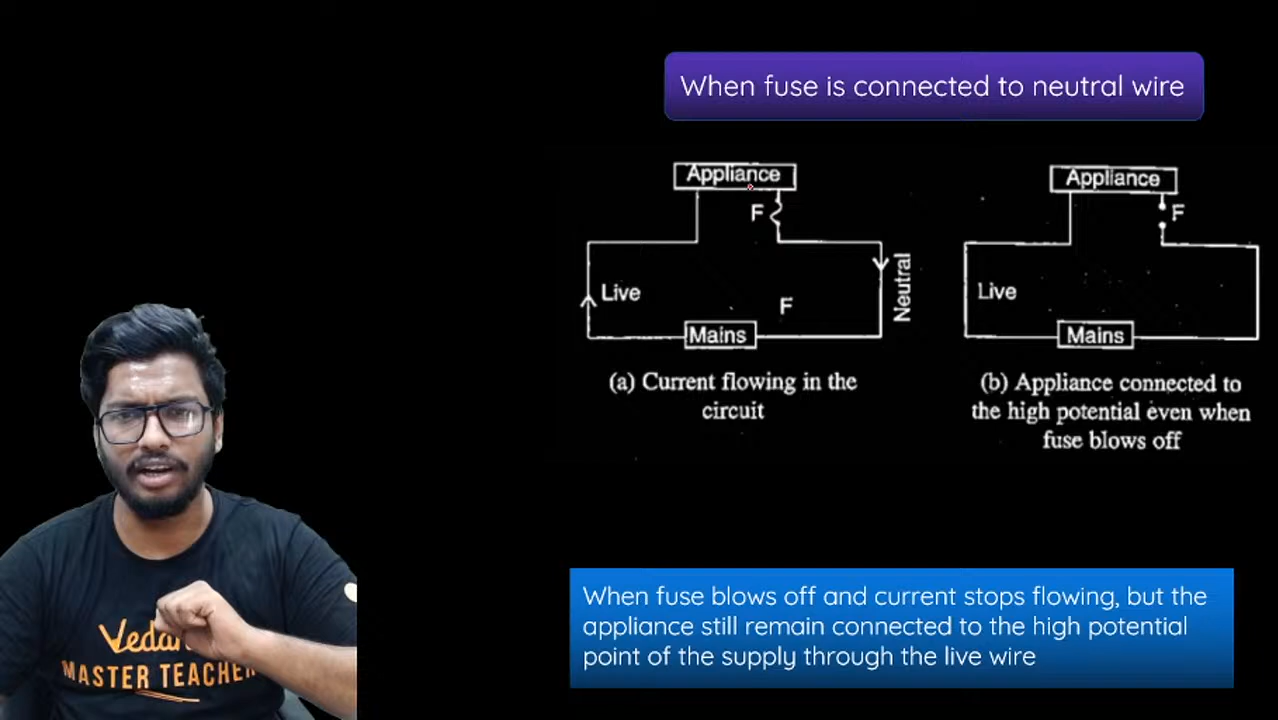 When fuse is connected to neutral wire
Appliance
F
Live
F
Neutral
Mains
(a) Current flowing in the
circuit
Appliance
F
Live
Mains
(b) Appliance connected to
the high potential even when
fuse blows off
When fuse blows off and current stops flowing, but the
appliance still remain connected to the high potential
point of the supply through the live wire
MASTER TEACHER